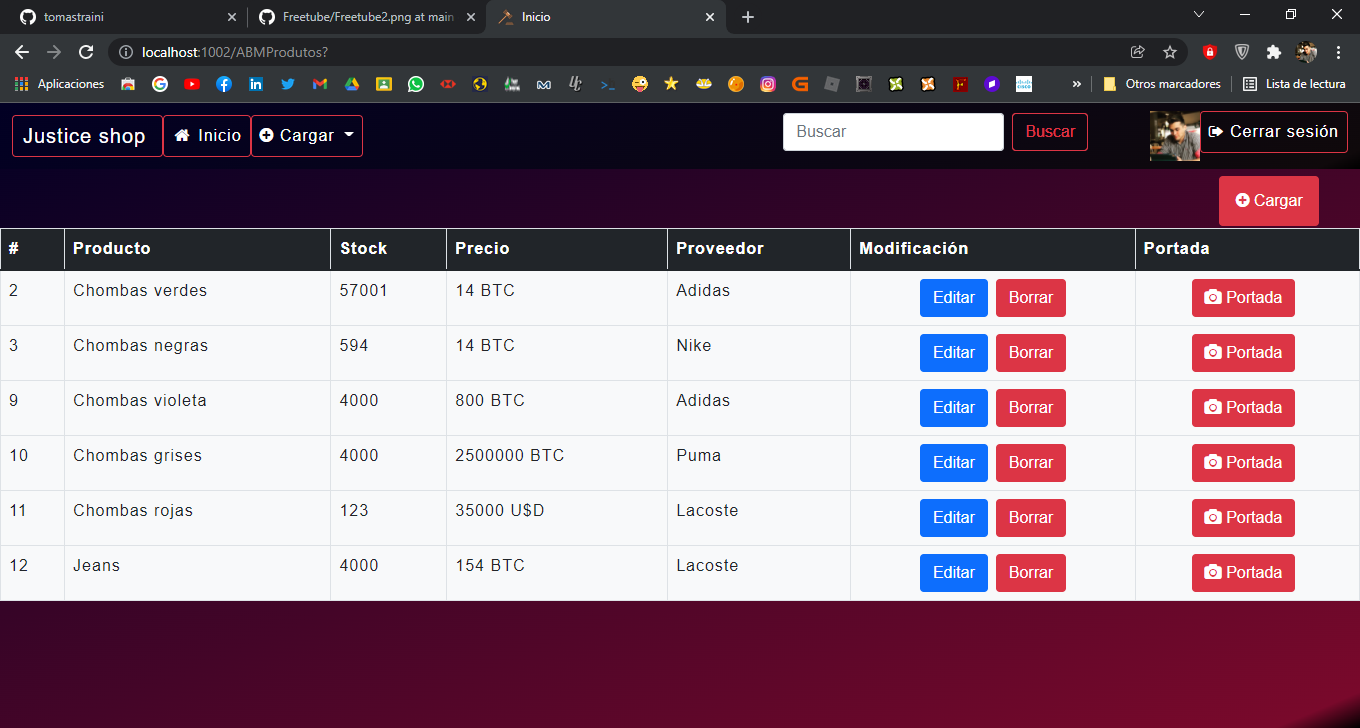 tomastraini
Freetube/Freetube2.png at main
Inicio
localhost:1002/ABMProdutos?
Aplicaciones
Otros marcadores
Lista de lectura
Justice shop
Inicio
Cargar
Buscar
Buscar
Cerrar sesión
Cargar
# Producto Stock Precio Proveedor Modificación Portada
2 Chombas verdes 57001 14 BTC Adidas Editar Borrar Portada
3 Chombas negras 594 14 BTC Nike Editar Borrar Portada
9 Chombas violeta 4000 800 BTC Adidas Editar Borrar Portada
10 Chombas grises 4000 2500000 BTC Puma Editar Borrar Portada
11 Chombas rojas 123 35000 U$D Lacoste Editar Borrar Portada
12 Jeans 4000 154 BTC Lacoste Editar Borrar Portada